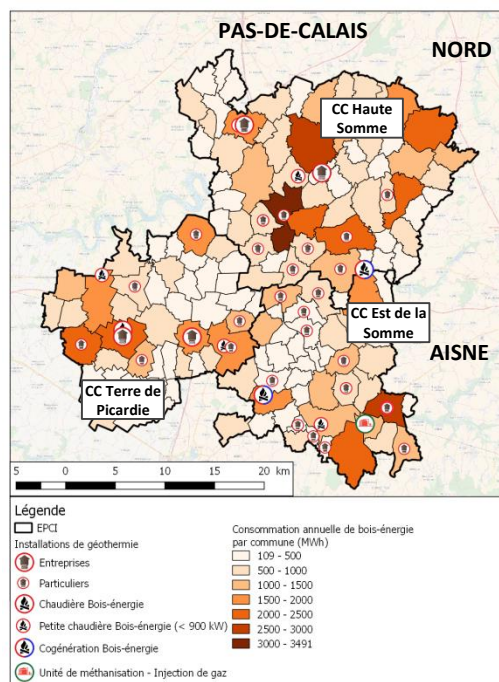 PAS-DE-CALAIS
NORD
CC Haute
Somme
CC Est de la
Somme
AISNE
CC Terre de
Picardie
5 0 5 10 15 20 km
Légende
EPCI
Installations de géothermie
Entreprises
Particuliers
Chaudière Bois-énergie
Petite chaudière Bois-énergie (< 900 kW)
Cogénération Bois-énergie
Unité de méthanisation - Injection de gaz
Consommation annuelle de bois-énergie
par commune (MWh)
109 - 500
500 - 1000
1000 - 1500
1500 - 2000
2000 - 2500
2500 - 3000
3000 - 3491